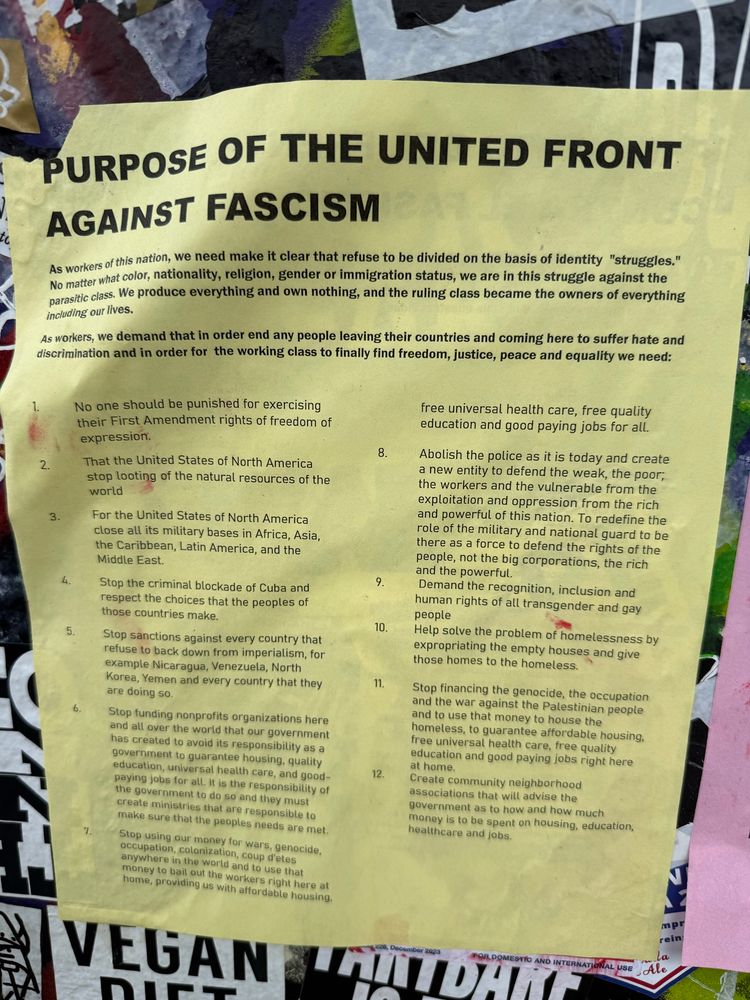 PURPOSE OF THE UNITED FRONT
AGAINST FASCISM
As workers of this nation, we need make it clear that refuse to be divided on the basis of identity "struggles."
No matter what color, nationality, religion, gender or immigration status, we are in this struggle against the
parasitic class. We produce everything and own nothing, and the ruling class became the owners of everything
including our lives.
As workers, we demand that in order end any people leaving their countries and coming here to suffer hate and
discrimination and in order for the working class to finally find freedom, justice, peace and equality we need:
1. No one should be punished for exercising
their First Amendment rights of freedom of
expression.
2. That the United States of North America
stop looting of the natural resources of the
world
3. For the United States of North America
close all its military bases in Africa, Asia,
the Caribbean, Latin America, and the
Middle East.
4. Stop the criminal blockade of Cuba and
respect the choices that the peoples of
those countries make.
5. Stop sanctions against every country that
refuse to back down from imperialism, for
example Nicaragua, Venezuela, North
Korea, Yemen and every country that they
are doing so.
6. Stop funding nonprofits organizations here
and all over the world that our government
has created to avoid its responsibility as a
government to guarantee housing, quality
education, universal health care, and good-
paying jobs for all. It is the responsibility of
the government to do so and they must
create ministries that are responsible to
make sure that the peoples needs are met.
7. Stop using our money for wars, genocide,
occupation, colonization, coup d'etes
anywhere in the world and to use that
money to bail out the workers right here at
home, providing us with affordable housing,
free universal health care, free quality
education and good paying jobs for all.
8. Abolish the police as it is today and create
a new entity to defend the weak, the poor;
the workers and the vulnerable from the
exploitation and oppression from the rich
and powerful of this nation. To redefine the
role of the military and national guard to be
there as a force to defend the rights of the
people, not the big corporations, the rich
and the powerful.
9. Demand the recognition, inclusion and
human rights of all transgender and gay
people
10. Help solve the problem of homelessness by
expropriating the empty houses and give
those homes to the homeless.
11. Stop financing the genocide, the occupation
and the war against the Palestinian people
and to use that money to house the
homeless, to guarantee affordable housing,
free universal health care, free quality
education and good paying jobs right here
at home.
12. Create community neighborhood
associations that will advise the
government as to how and how much
money is to be spent on housing, education,
healthcare and jobs.
December 2023
FOR DOMESTIC AND INTERNATIONAL USE
VEGAN
DIET
Ale